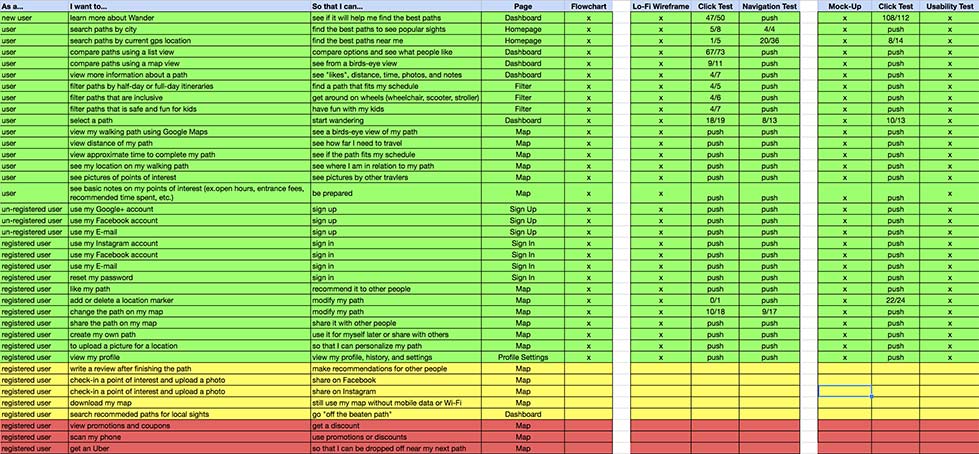 As a... I want to... So that I can... Page Flowchart Lo-Fi Wireframe Click Test Navigation Test Mock-Up Click Test Usability Test
new user learn more about Wander see if it will help me find the best paths Dashboard x x 47/50 push x 108/112 x
user search paths by city find the best paths to see popular sights Homepage x x 5/8 4/4 x push x
user search paths by current gps location find the best paths near me Homepage x x 1/5 20/36 x 8/14 x
user compare paths using a list view compare options and see what people like Dashboard x x 67/73 push x push x
user compare paths using a map view see from a birds-eye view Dashboard x x 9/11 push x push x
user view more information about a path see "likes", distance, time, photos, and notes Dashboard x x 4/7 push x push x
user filter paths by half-day or full-day itineraries find a path that fits my schedule Filter x x 4/5 push x push x
user filter paths that are inclusive get around on wheels (wheelchair, scooter, stroller) Filter x x 4/6 push x push x
user filter paths that is safe and fun for kids have fun with my kids Filter x x 4/7 push x push x
user select a path start wandering Dashboard x x 18/19 8/13 x 10/13 x
user view my walking path using Google Maps see a birds-eye view of my path Map x x push push x push x
user view distance of my path see how far I need to travel Map x x push push x push x
user view approximate time to complete my path see if the path fits my schedule Map x x push push x push x
user see my location on my walking path see where I am in relation to my path Map x x push push x push x
user see pictures of points of interest see pictures by other travlers Map x x push push x push x
user see basic notes on my points of interest (ex.open hours, entrance fees, recommended time spent, etc.) be prepared Map x x push push x push x
un-registered user use my Google+ account sign up Sign Up x x push push x push x
un-registered user use my Facebook account sign up Sign Up x x push push x push x
un-registered user use my E-mail sign up Sign Up x x push push x push x
registered user use my Instagram account sign in Sign In x x push push x push x
registered user use my Facebook account sign in Sign In x x push push x push x
registered user use my E-mail sign in Sign In x x push push x push x
registered user reset my password sign in Sign In x x push push x push x
registered user like my path recommend it to other people Map x x push push x push x
registered user add or delete a location marker modify my path Map x x 0/1 push x 22/24 x
registered user change the path on my map modify my path Map x x 10/18 9/17 x push x
registered user share the path on my map share it with other people Map x x push push x push x
registered user create my own path use it for myself later or share with others Map x x push push x push x
registered user to upload a picture for a location so that I can personalize my path Map x x push push x push x
registered user view my profile view my profile, history, and settings Profile Settings x x push push x push x
registered user write a review after finishing the path make recommendations for other people Map
registered user check-in a point of interest and upload a photo share on Facebook Map
registered user check-in a point of interest and upload a photo share on Instagram Map
registered user download my map still use my map without mobile data or Wi-Fi Map
registered user search recommeded paths for local sights go "off the beaten path" Dashboard
registered user view promotions and coupons get a discount Map
registered user scan my phone use promotions or discounts Map
registered user get an Uber so that I can be dropped off near my next path Map